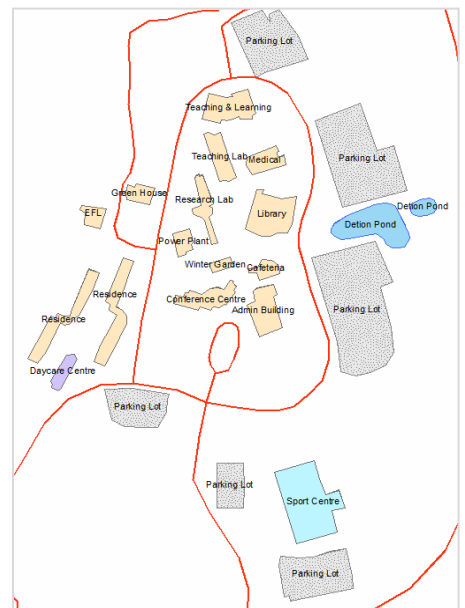 Parking Lot
Teaching & Learning
Teaching Lab
Medical
Parking Lot
Green House
Research Lab
Detion Pond
EFL
Library
Detion Pond
Power Plant
Winter Garden
Cafeteria
Residence
Conference Centre
Admin Building
Parking Lot
Residence
Daycare Centre
Parking Lot
Parking Lot
Sport Centre
Parking Lot